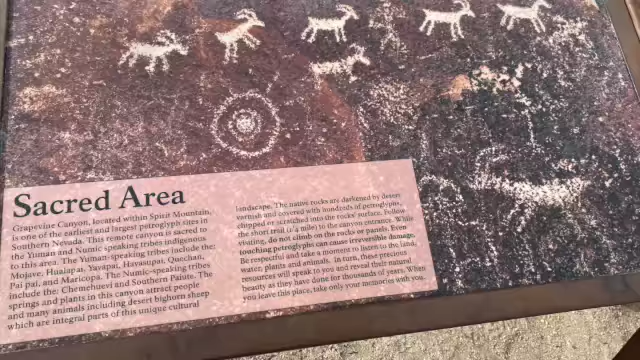 Sacred Area
Grapevine Canyon, located within Spirit Mountain,
is one of the earliest and largest petroglyph sites in
Southern Nevada. This remote canyon is sacred to
the Yuman and Numic speaking tribes indigenous
to this area. The Yuman-speaking tribes include the:
Mojave, Hualapai, Yavapai, Havasupai, Quechan,
Pai pai, and Maricopa. The Numic-speaking tribes
include the: Chemehuevi and Southern Paiute. The
springs and plants in this canyon attract people
and many animals including desert bighorn sheep
which are integral parts of this unique cultural
landscape. The native rocks are darkened by desert
varnish and covered with hundreds of petroglyphs,
chipped or scratched into the rocks' surface. Follow
the short trail (¼ mile) to the canyon entrance. While
visiting, do not climb on the rocks or panels. Even
touching petroglyphs can cause irreversible damage.
Be respectful and take a moment to learn to the land,
water, plants and animals. In turn, these precious
resources will speak to you and reveal their natural
beauty as they have done for thousands of years. When
you leave this place, take only your memories with you.